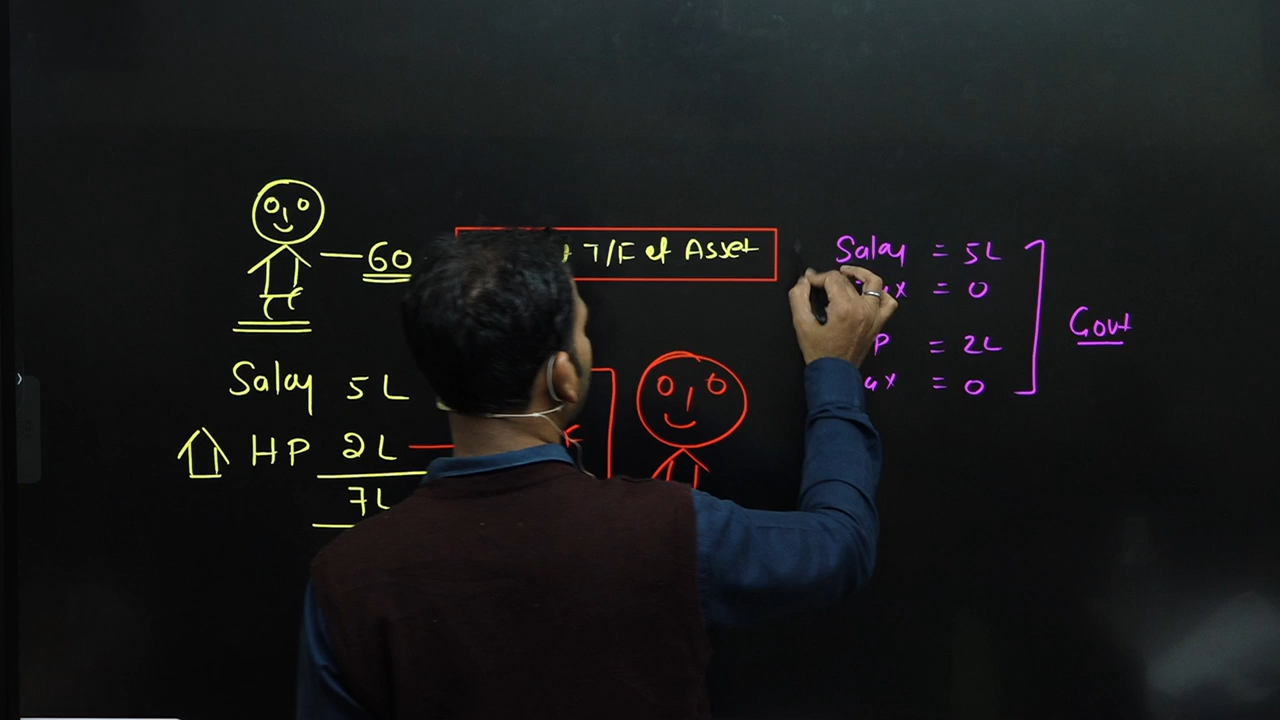 60
T/F of Asset
Salay 5L
HP 2L
7L
Salay = 5L
= 0
P = 2L
= 0
Govt